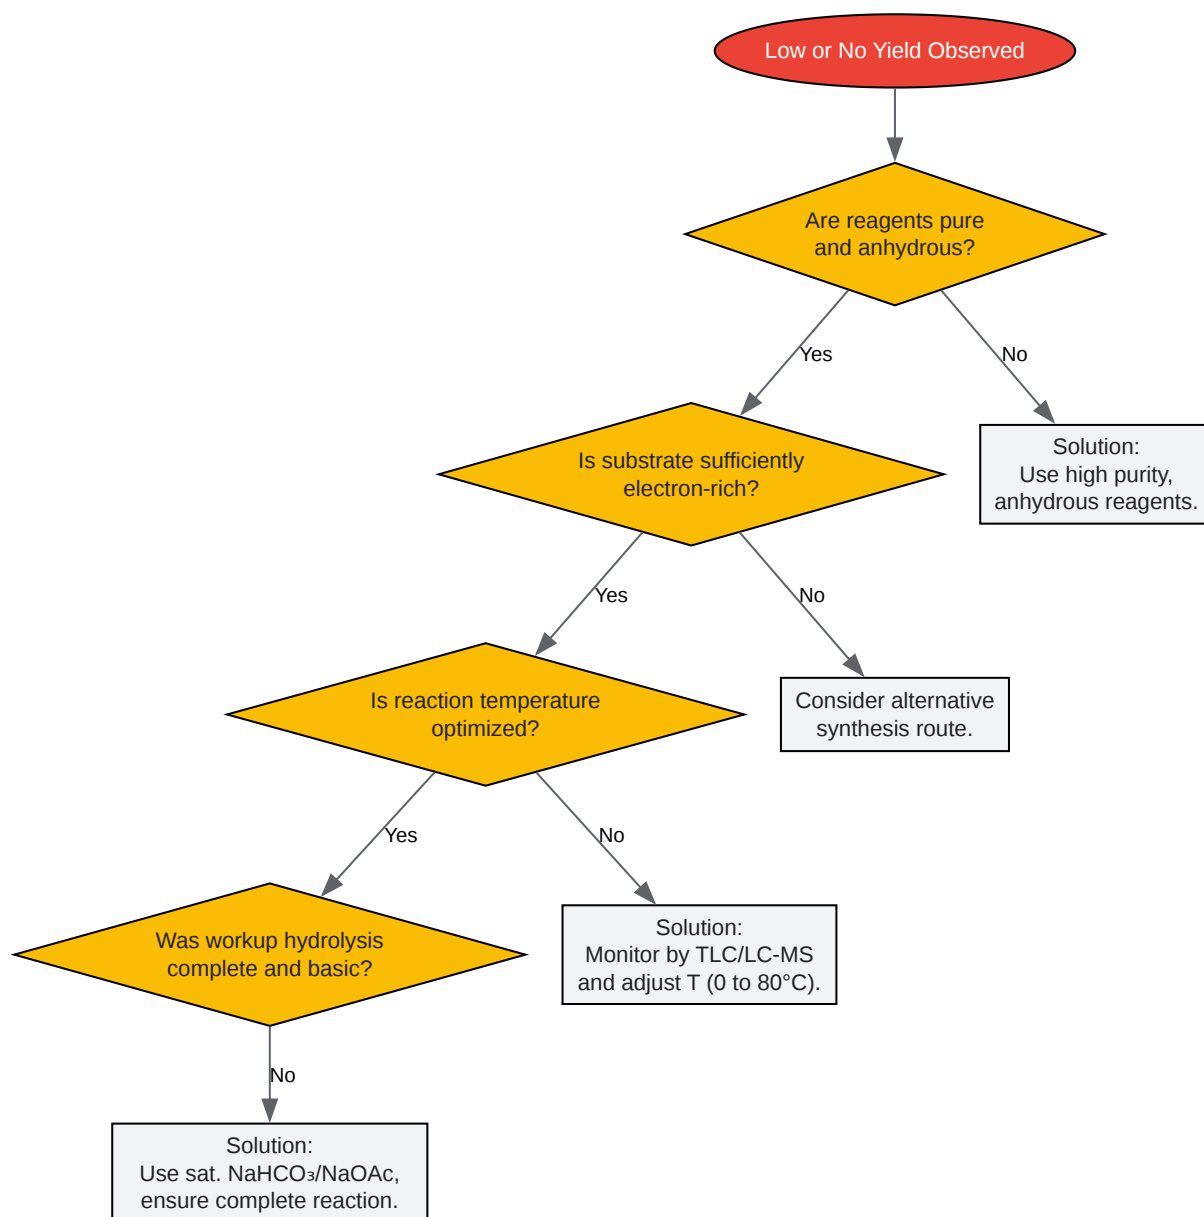 Low or No Yield Observed
Are reagents pure
and anhydrous?
Yes
No
Is substrate sufficiently
electron-rich?
Solution:
Use high purity,
anhydrous reagents.
Yes
No
Is reaction temperature
optimized?
Consider alternative
synthesis route.
Yes
No
Was workup hydrolysis
complete and basic?
Solution:
Monitor by TLC/LC-MS
and adjust T (0 to 80°C).
No
Solution:
Use sat. NaHCO₃/NaOAc,
ensure complete reaction.